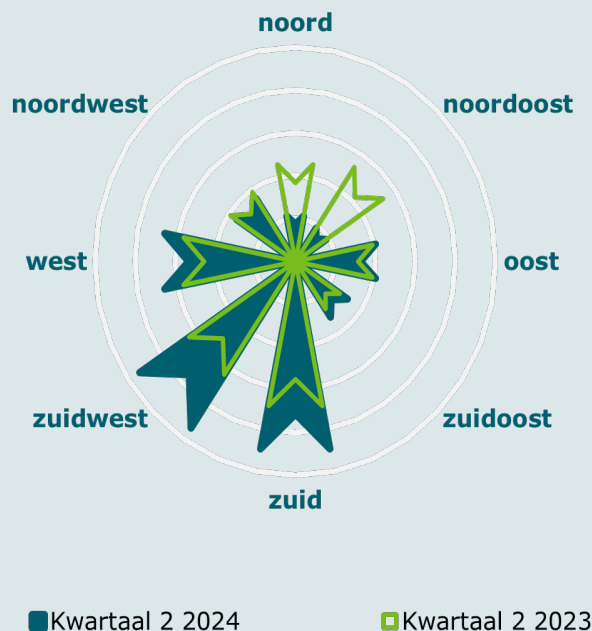 noord
noordwest
noordoost
west
oost
zuidwest
zuidoost
zuid
Kwartaal 2 2024
Kwartaal 2 2023